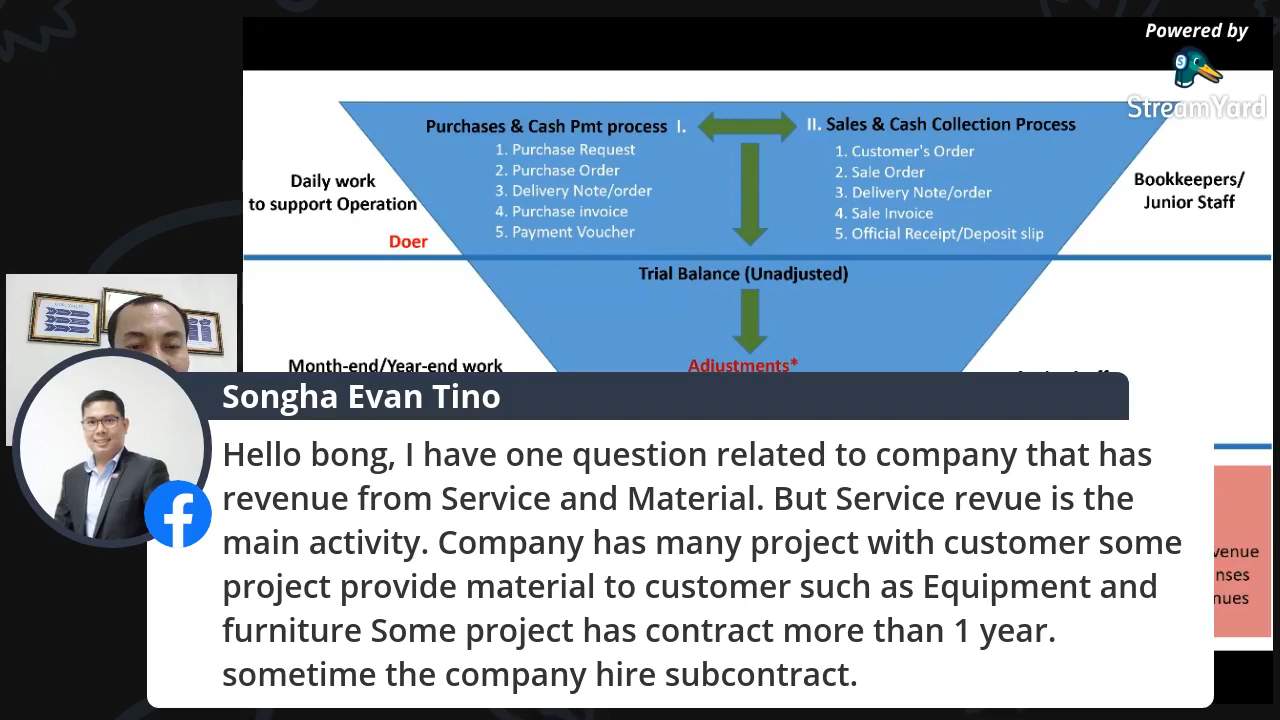 Powered by
StreamYard
Purchases & Cash Pmt process I.
1. Purchase Request
2. Purchase Order
3. Delivery Note/order
4. Purchase invoice
5. Payment Voucher
II. Sales & Cash Collection Process
1. Customer's Order
2. Sale Order
3. Delivery Note/order
4. Sale Invoice
5. Official Receipt/Deposit slip
Daily work
to support Operation
Doer
Bookkeepers/
Junior Staff
Trial Balance (Unadjusted)
Month-end/Year-end work
Adjustments*
venue
nses
nues
Songha Evan Tino
Hello bong, I have one question related to company that has
revenue from Service and Material. But Service revue is the
main activity. Company has many project with customer some
project provide material to customer such as Equipment and
furniture Some project has contract more than 1 year.
sometime the company hire subcontract.